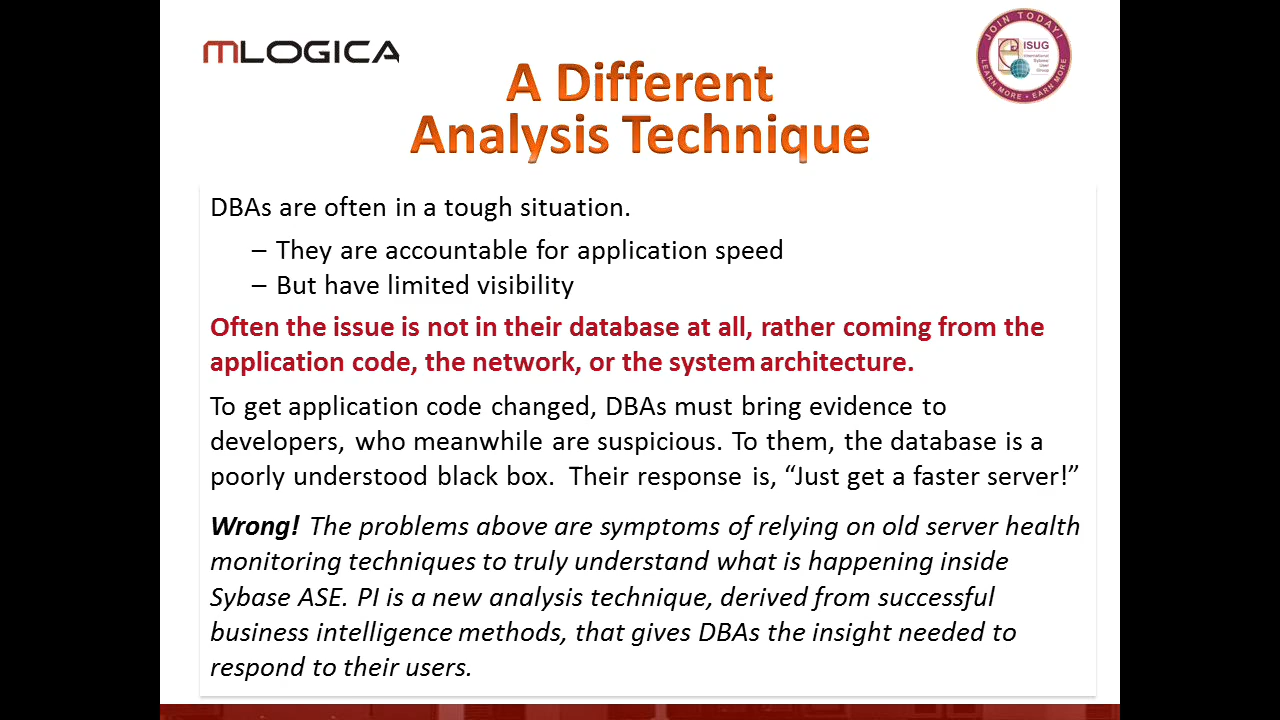 mLOGICA
JOIN TODAY!
ISUG
International
Sybase
User
Group
LEARN MORE • EARN MORE
A Different
Analysis Technique
DBAs are often in a tough situation.
– They are accountable for application speed
– But have limited visibility
Often the issue is not in their database at all, rather coming from the
application code, the network, or the system architecture.
To get application code changed, DBAs must bring evidence to
developers, who meanwhile are suspicious. To them, the database is a
poorly understood black box.  Their response is, “Just get a faster server!”
Wrong! The problems above are symptoms of relying on old server health
monitoring techniques to truly understand what is happening inside
Sybase ASE. PI is a new analysis technique, derived from successful
business intelligence methods, that gives DBAs the insight needed to
respond to their users.